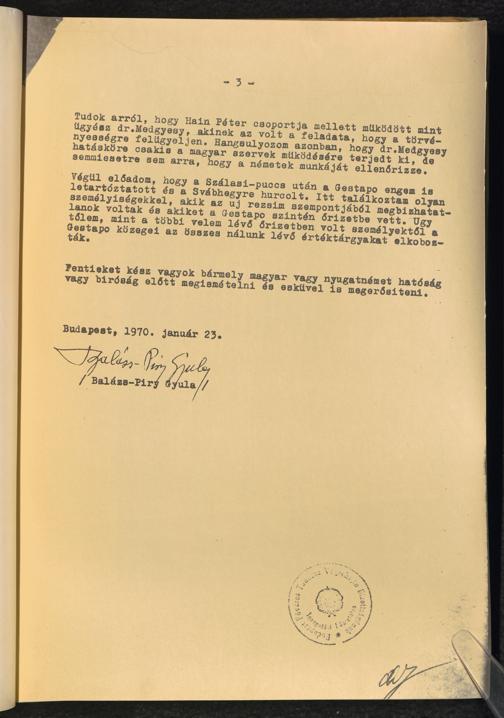 - 3 -
Tudok arról, hogy Hain Péter csoportja mellett működött mint
ügyész dr.Medgyesy, akinek az volt a feladata, hogy a törvé-
nyességre felügyeljen. Hangsulyozom azonban, hogy dr.Medgyesy
hatásköre csakis a magyar szervek működésére terjedt ki, de
semmiesetre sem arra, hogy a németek munkáját ellenőrizze.
Végül előadom, hogy a Szálasi-puccs után a Gestapo engem is
letartóztatott és a Svábhegyre hurcolt. Itt találkoztam olyan
személyiségekkel, akik az uj rezsim szempontjából megbizhatat-
lanok voltak és akiket a Gestapo szintén őrizetbe vett. Ugy
tőlem, mint a többi velem lévő őrizetben volt személyektől a
Gestapo közegei az összes nálunk lévő értéktárgyakat elkoboz-
ták.
Fentieket kész vagyok bármely magyar vagy nyugatnémet hatóság
vagy biróság előtt megismételni és esküvel is megerősiteni.
Budapest, 1970. január 23.
Balázs-Piry Gyula
/ Balázs-Piry Gyula /